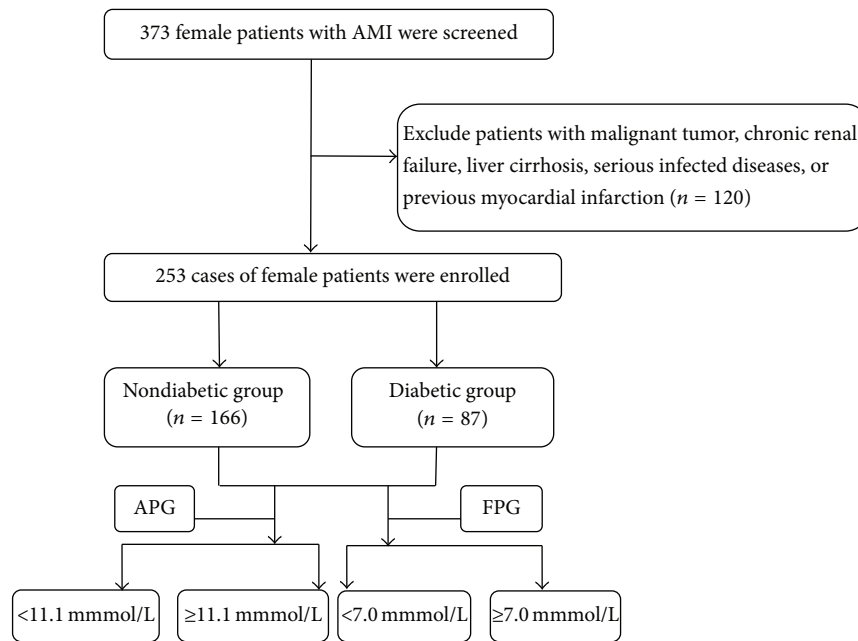 373 female patients with AMI were screened
Exclude patients with malignant tumor, chronic renal
failure, liver cirrhosis, serious infected diseases, or
previous myocardial infarction (n = 120)
253 cases of female patients were enrolled
Nondiabetic group
(n = 166)
Diabetic group
(n = 87)
APG
FPG
<11.1 mmmol/L
≥11.1 mmmol/L
<7.0 mmmol/L
≥7.0 mmmol/L